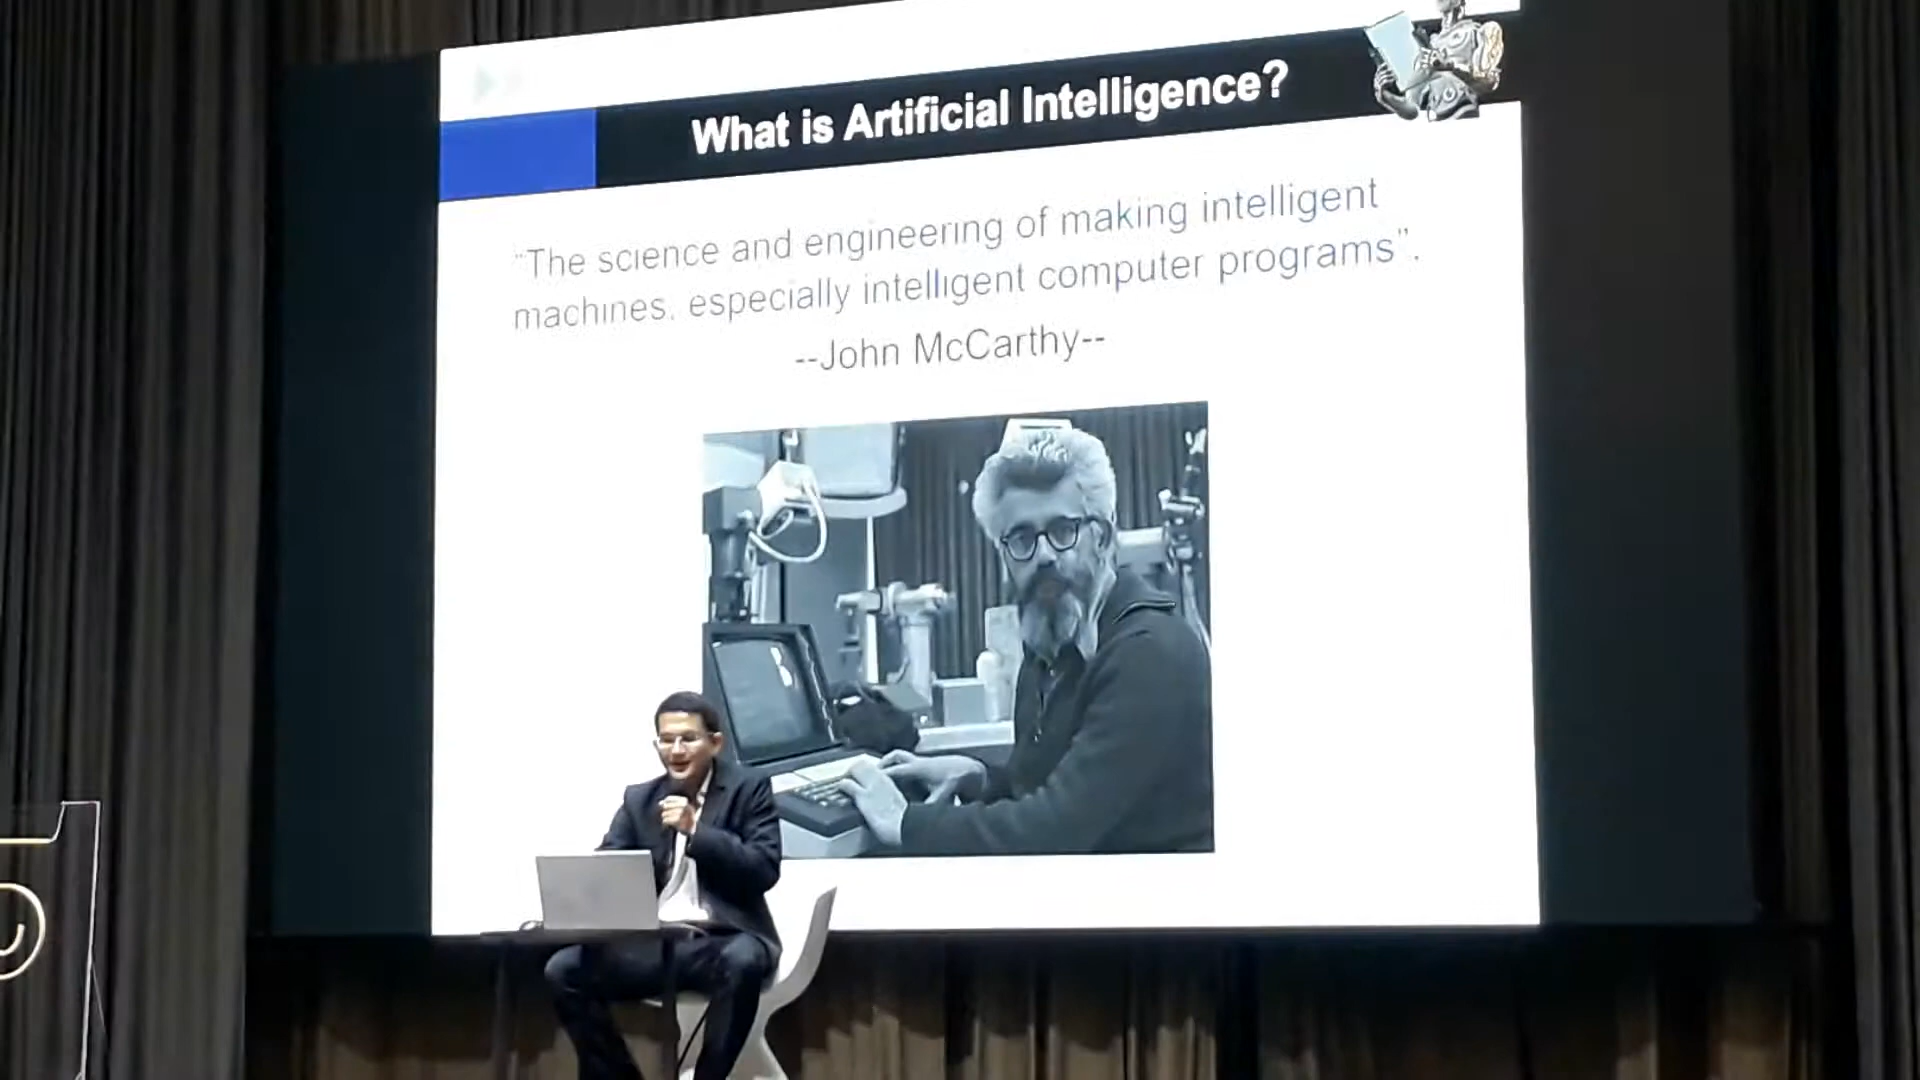 What is Artificial Intelligence?
"The science and engineering of making intelligent
machines, especially intelligent computer programs".
--John McCarthy--